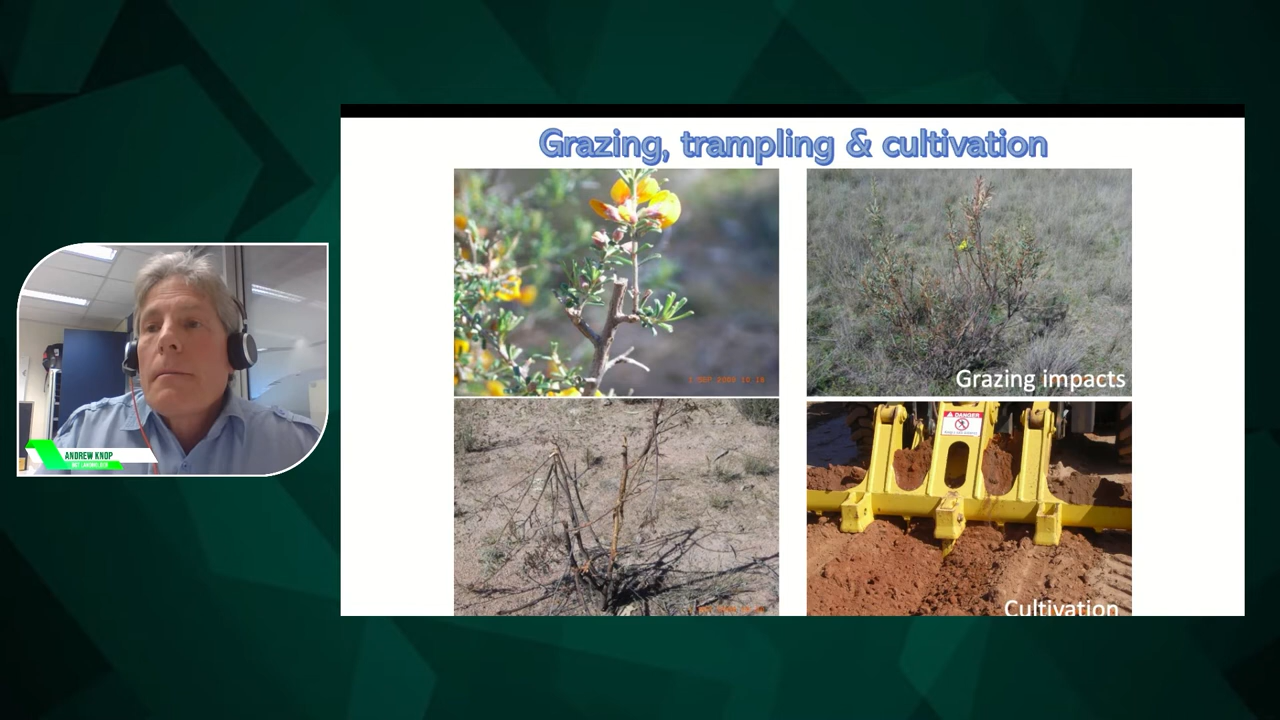 Grazing, trampling & cultivation
Grazing impacts
DANGER
Cultivation
ANDREW KNOP